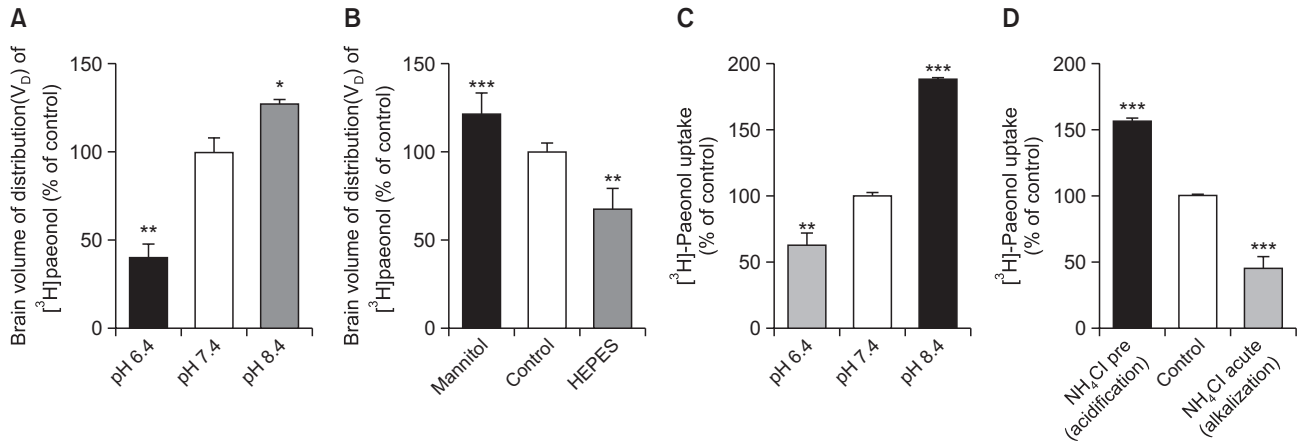 A
Brain volume of distribution(V_D) of
[³H]paeonol (% of control)
150
100
50
0
**
*
pH 6.4
pH 7.4
pH 8.4
B
Brain volume of distribution(V_D) of
[³H]paeonol (% of control)
150
100
50
0
***
**
Mannitol
Control
HEPES
C
[³H]-Paeonol uptake
(% of control)
200
150
100
50
0
**
***
pH 6.4
pH 7.4
pH 8.4
D
[³H]-Paeonol uptake
(% of control)
200
150
100
50
0
***
***
NH₄Cl pre
(acidification)
Control
NH₄Cl acute
(alkalization)